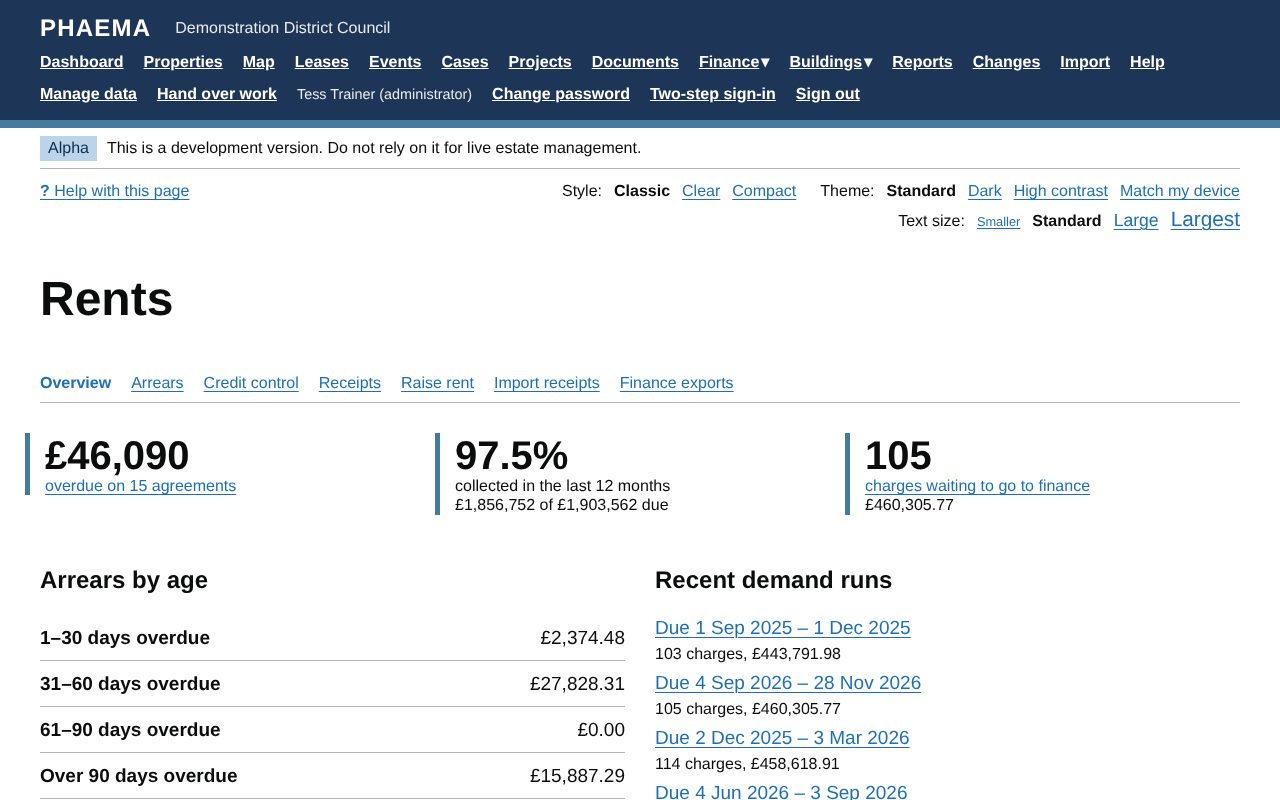 PHAEMA Demonstration District Council
Dashboard Properties Map Leases Events Cases Projects Documents Finance▾ Buildings▾ Reports Changes Import Help
Manage data Hand over work Tess Trainer (administrator) Change password Two-step sign-in Sign out
Alpha This is a development version. Do not rely on it for live estate management.
? Help with this page Style: Classic Clear Compact Theme: Standard Dark High contrast Match my device
Text size: Smaller Standard Large Largest
Rents
Overview Arrears Credit control Receipts Raise rent Import receipts Finance exports
£46,090
overdue on 15 agreements
97.5%
collected in the last 12 months
£1,856,752 of £1,903,562 due
105
charges waiting to go to finance
£460,305.77
Arrears by age
1–30 days overdue £2,374.48
31–60 days overdue £27,828.31
61–90 days overdue £0.00
Over 90 days overdue £15,887.29
Recent demand runs
Due 1 Sep 2025 – 1 Dec 2025
103 charges, £443,791.98
Due 4 Sep 2026 – 28 Nov 2026
105 charges, £460,305.77
Due 2 Dec 2025 – 3 Mar 2026
114 charges, £458,618.91
Due 4 Jun 2026 – 3 Sep 2026